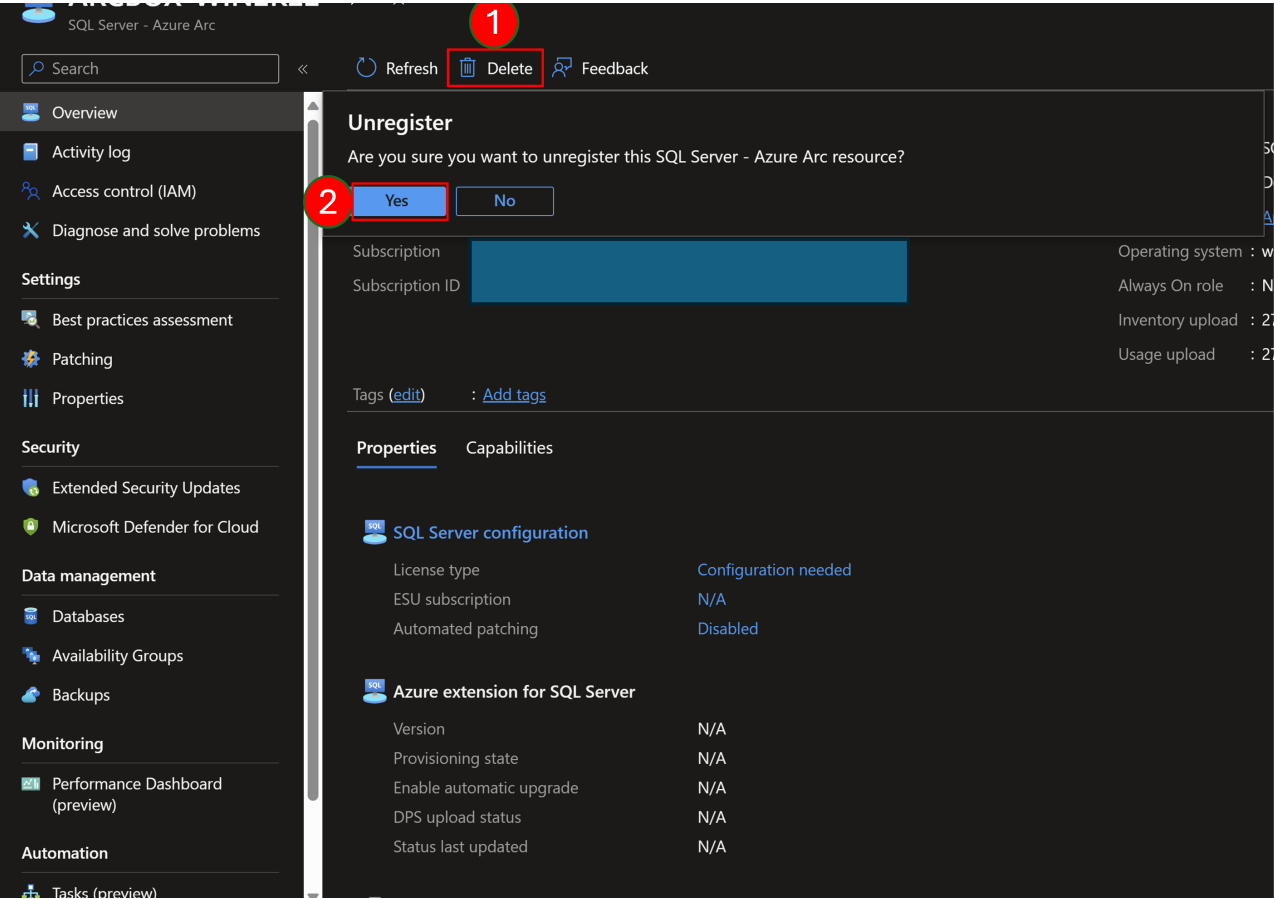 SQL Server - Azure Arc
1
Search
«
Refresh
Delete
Feedback
Overview
Activity log
Access control (IAM)
Diagnose and solve problems
Settings
Best practices assessment
Patching
Properties
Security
Extended Security Updates
Microsoft Defender for Cloud
Data management
Databases
Availability Groups
Backups
Monitoring
Performance Dashboard
(preview)
Automation
Tasks (preview)
Unregister
Are you sure you want to unregister this SQL Server - Azure Arc resource?
2
Yes
No
Subscription
Subscription ID
Operating system :
Always On role :
Inventory upload :
Usage upload :
Tags (edit) : Add tags
Properties
Capabilities
SQL Server configuration
License type Configuration needed
ESU subscription N/A
Automated patching Disabled
Azure extension for SQL Server
Version N/A
Provisioning state N/A
Enable automatic upgrade N/A
DPS upload status N/A
Status last updated N/A